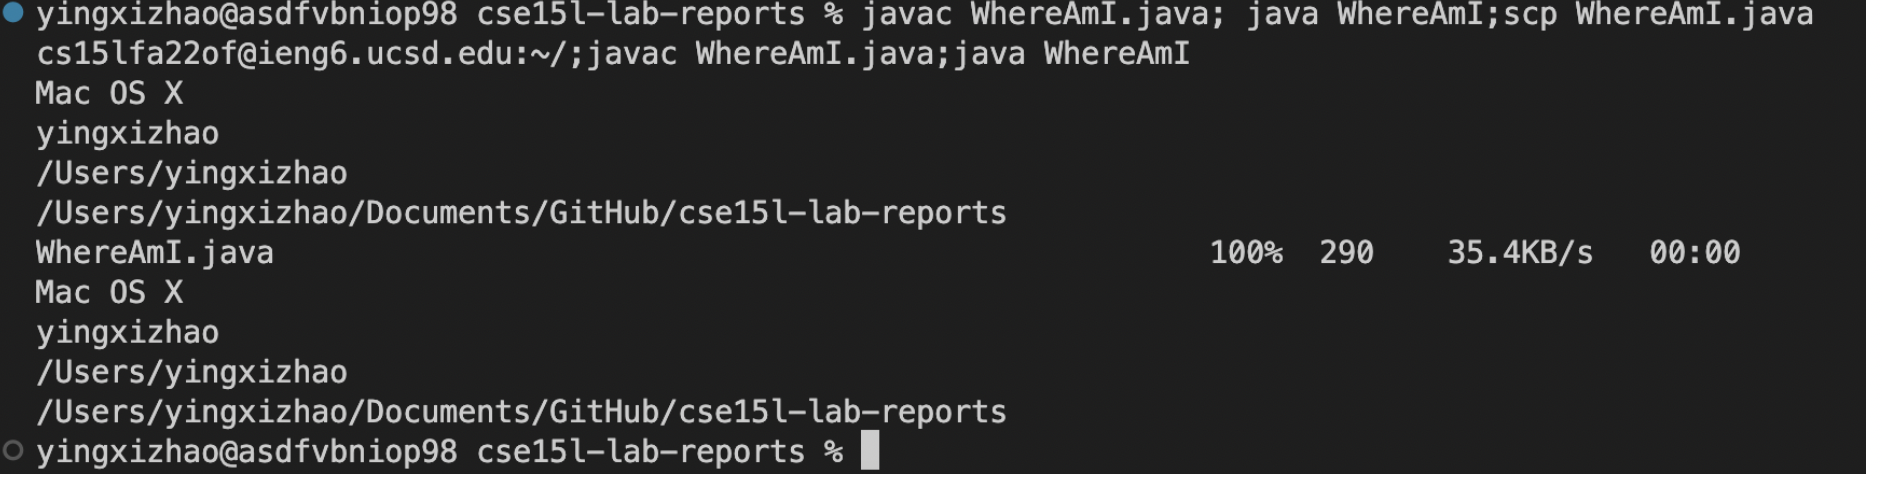 yingxizhao@asdfvbniop98 cse15l-lab-reports % javac WhereAmI.java; java WhereAmI;scp WhereAmI.java
cs15lfa22of@ieng6.ucsd.edu:~/;javac WhereAmI.java;java WhereAmI
Mac OS X
yingxizhao
/Users/yingxizhao
/Users/yingxizhao/Documents/GitHub/cse15l-lab-reports
WhereAmI.java 100% 290 35.4KB/s 00:00
Mac OS X
yingxizhao
/Users/yingxizhao
/Users/yingxizhao/Documents/GitHub/cse15l-lab-reports
yingxizhao@asdfvbniop98 cse15l-lab-reports %